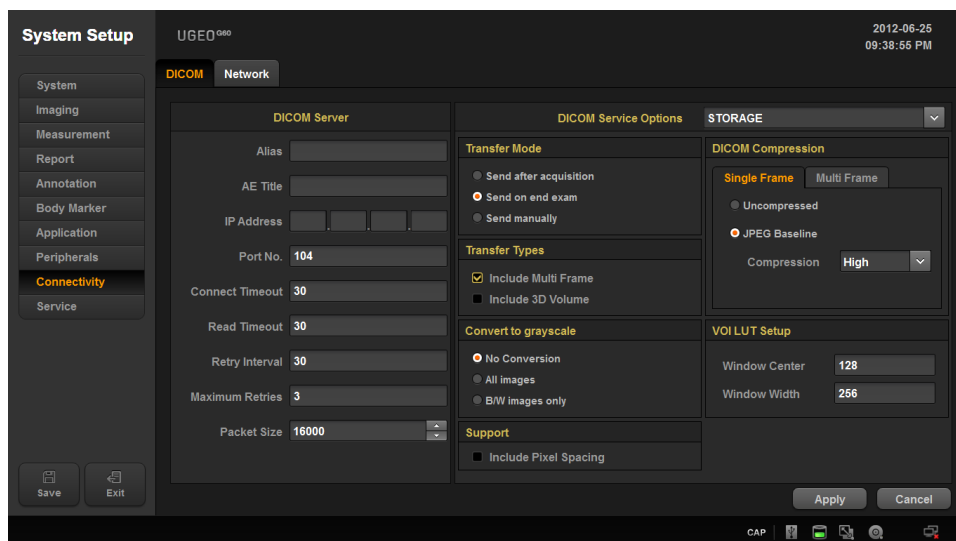 System Setup
UGEO G60
2012-06-25
09:38:55 PM
DICOM
Network
System
Imaging
Measurement
Report
Annotation
Body Marker
Application
Peripherals
Connectivity
Service
Save
Exit
DICOM Server
Alias
AE Title
IP Address . . .
Port No. 104
Connect Timeout 30
Read Timeout 30
Retry Interval 30
Maximum Retries 3
Packet Size 16000
DICOM Service Options STORAGE
Transfer Mode
Send after acquisition
Send on end exam
Send manually
Transfer Types
Include Multi Frame
Include 3D Volume
Convert to grayscale
No Conversion
All images
B/W images only
Support
Include Pixel Spacing
DICOM Compression
Single Frame
Multi Frame
Uncompressed
JPEG Baseline
Compression High
VOI LUT Setup
Window Center 128
Window Width 256
Apply
Cancel
CAP